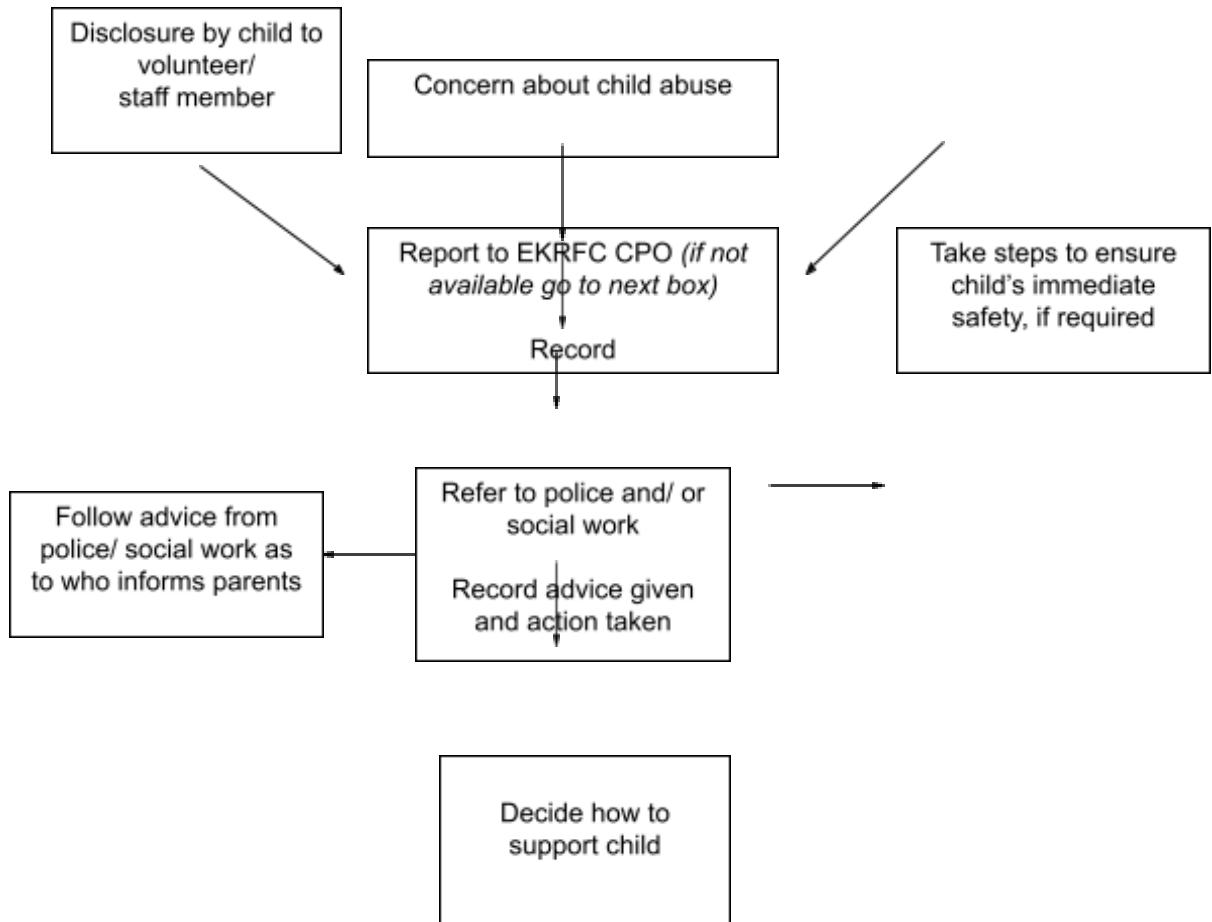 Disclosure by child to
volunteer/
staff member
Concern about child abuse
Report to EKRFC CPO (if not
available go to next box)
Record
Take steps to ensure
child’s immediate
safety, if required
Refer to police and/ or
social work
Record advice given
and action taken
Follow advice from
police/ social work as
to who informs parents
Decide how to
support child